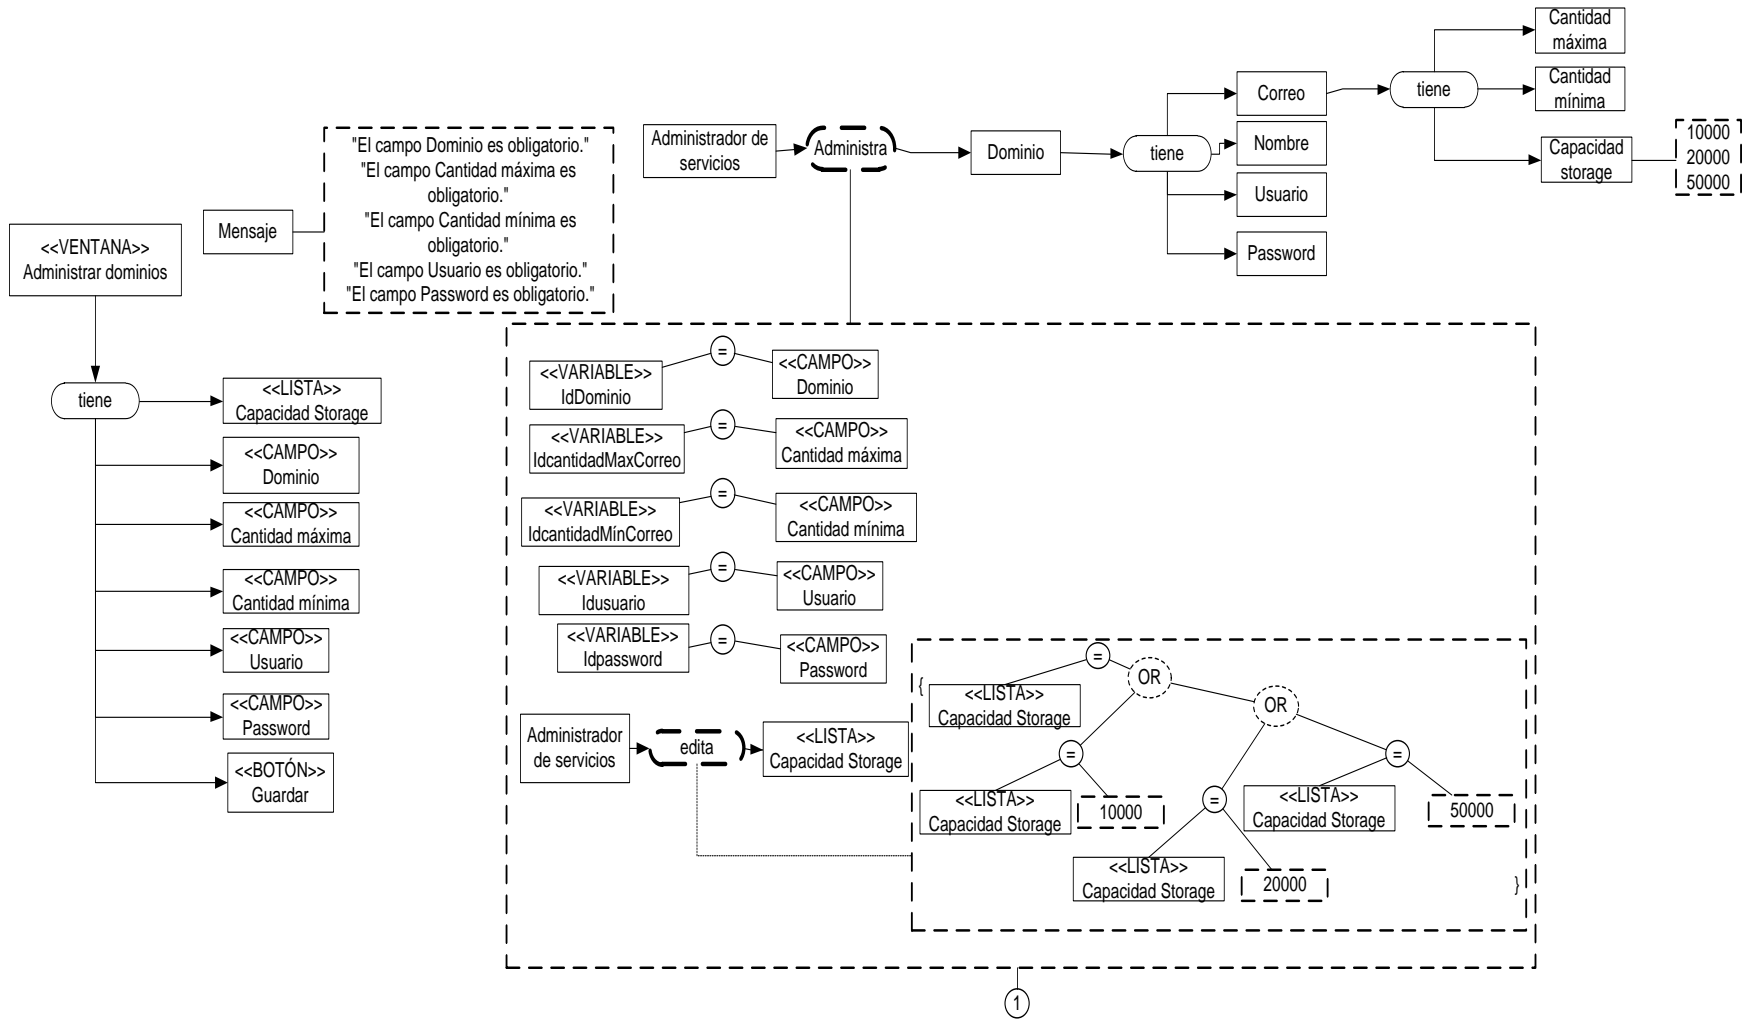 Cantidad
máxima
Cantidad
mínima
Capacidad
storage
10000
20000
50000
tiene
Correo
Nombre
Usuario
Password
tiene
Dominio
Administra
Administrador de
servicios
"El campo Dominio es obligatorio."
"El campo Cantidad máxima es
obligatorio."
"El campo Cantidad mínima es
obligatorio."
"El campo Usuario es obligatorio."
"El campo Password es obligatorio."
Mensaje
<<VENTANA>>
Administrar dominios
tiene
<<LISTA>>
Capacidad Storage
<<CAMPO>>
Dominio
<<CAMPO>>
Cantidad máxima
<<CAMPO>>
Cantidad mínima
<<CAMPO>>
Usuario
<<CAMPO>>
Password
<<BOTÓN>>
Guardar
<<VARIABLE>>
IdDominio
=
<<CAMPO>>
Dominio
<<VARIABLE>>
IdcantidadMaxCorreo
=
<<CAMPO>>
Cantidad máxima
<<VARIABLE>>
IdcantidadMínCorreo
=
<<CAMPO>>
Cantidad mínima
<<VARIABLE>>
Idusuario
=
<<CAMPO>>
Usuario
<<VARIABLE>>
Idpassword
=
<<CAMPO>>
Password
Administrador
de servicios
edita
<<LISTA>>
Capacidad Storage
{
=
<<LISTA>>
Capacidad Storage
OR
OR
=
<<LISTA>>
Capacidad Storage
10000
=
<<LISTA>>
Capacidad Storage
20000
=
<<LISTA>>
Capacidad Storage
50000
}
1